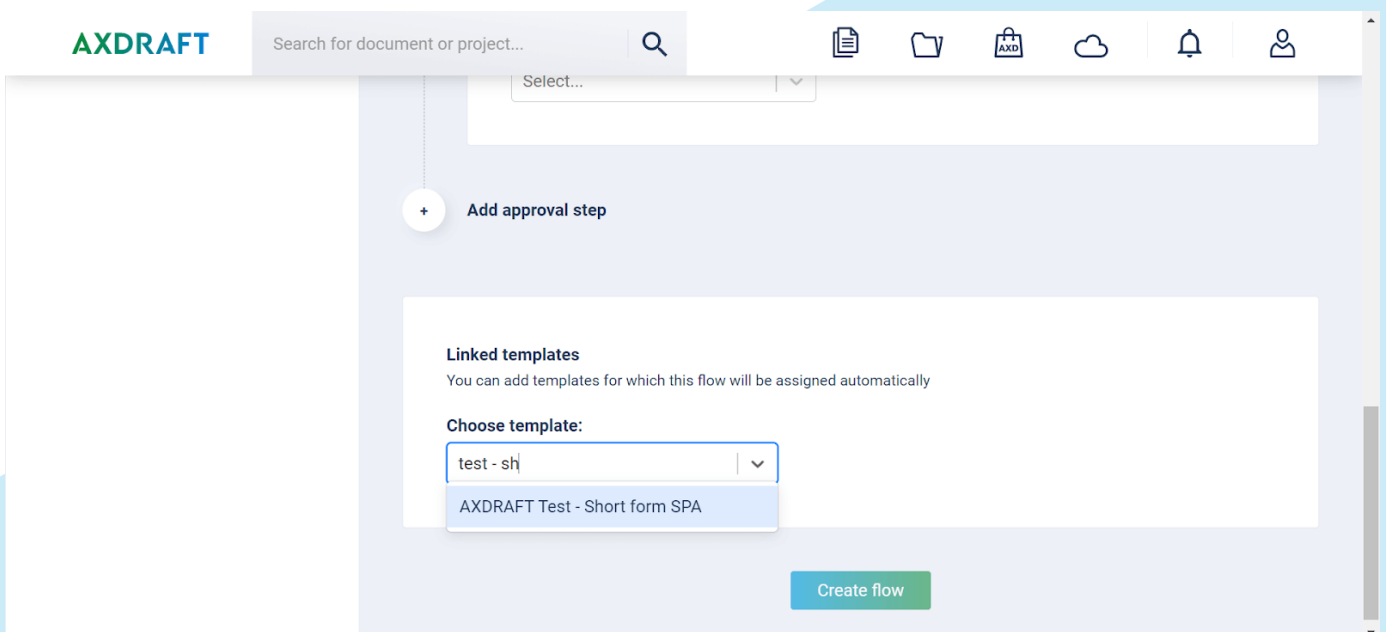 AXDRAFT
Search for document or project...
AXD
Select...
+
Add approval step
Linked templates
You can add templates for which this flow will be assigned automatically
Choose template:
test - sh
AXDRAFT Test - Short form SPA
Create flow